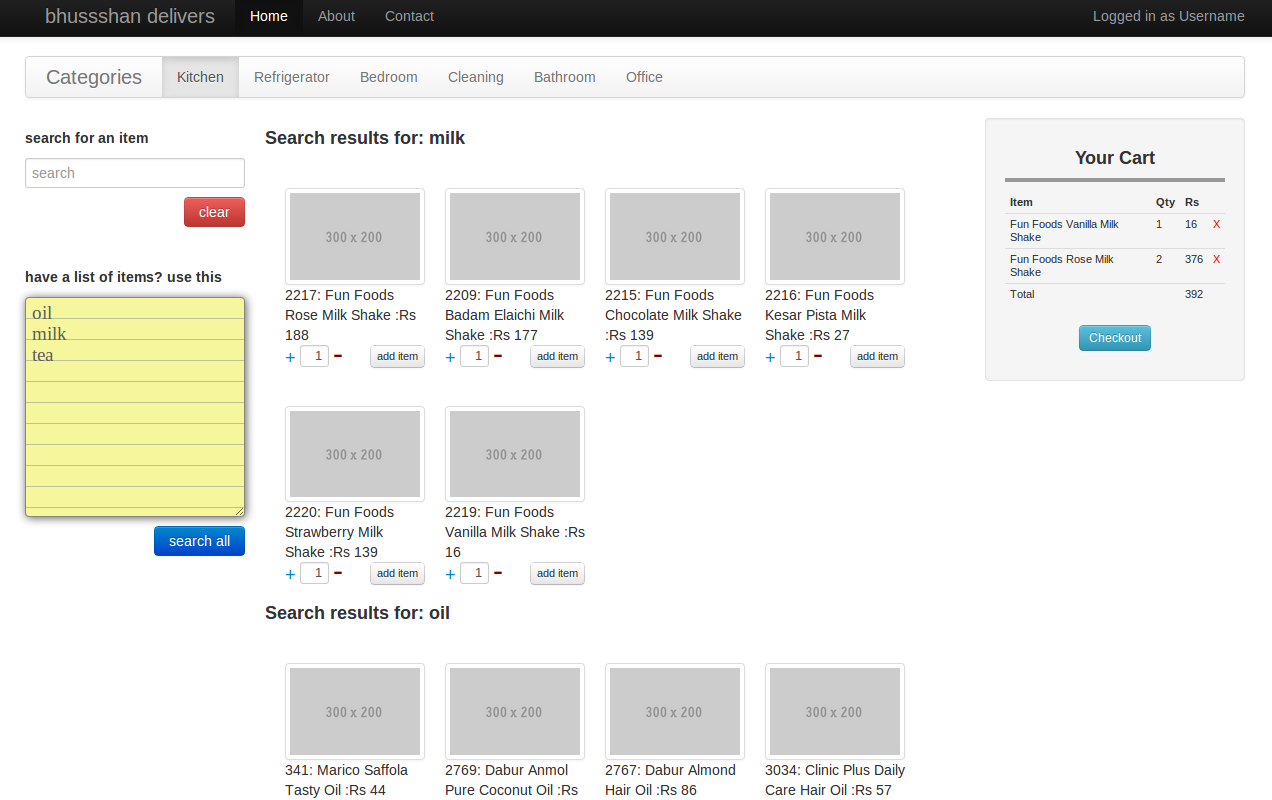 bhussshan delivers Home About Contact Logged in as Username
Categories Kitchen Refrigerator Bedroom Cleaning Bathroom Office
search for an item
search
clear
have a list of items? use this
oil
milk
tea
search all
Search results for: milk
300 x 200 300 x 200 300 x 200 300 x 200
2217: Fun Foods
Rose Milk Shake :Rs
188
+ 1 - add item
2209: Fun Foods
Badam Elaichi Milk
Shake :Rs 177
+ 1 - add item
2215: Fun Foods
Chocolate Milk Shake
:Rs 139
+ 1 - add item
2216: Fun Foods
Kesar Pista Milk
Shake :Rs 27
+ 1 - add item
300 x 200 300 x 200
2220: Fun Foods
Strawberry Milk
Shake :Rs 139
+ 1 - add item
2219: Fun Foods
Vanilla Milk Shake :Rs
16
+ 1 - add item
Search results for: oil
300 x 200 300 x 200 300 x 200 300 x 200
341: Marico Saffola
Tasty Oil :Rs 44
2769: Dabur Anmol
Pure Coconut Oil :Rs
2767: Dabur Almond
Hair Oil :Rs 86
3034: Clinic Plus Daily
Care Hair Oil :Rs 57
Your Cart
Item Qty Rs
Fun Foods Vanilla Milk 1 16 X
Shake
Fun Foods Rose Milk 2 376 X
Shake
Total 392
Checkout